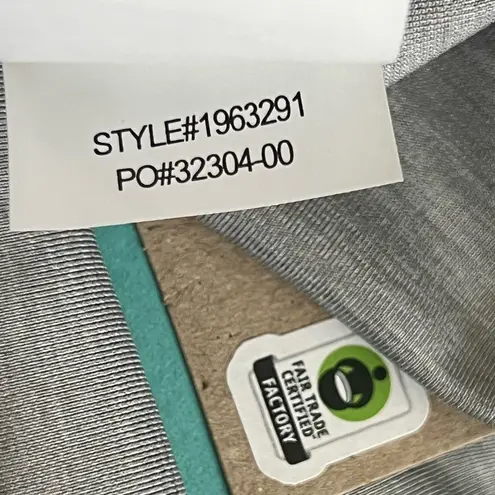 STYLE#1963291
PO#32304-00
FAIR TRADE
CERTIFIED
FACTORY